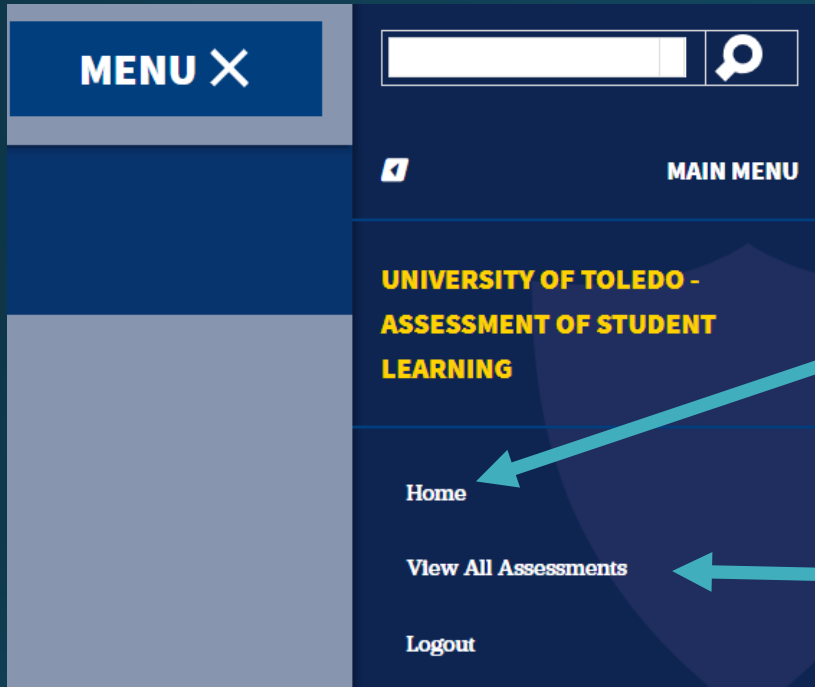 MENU
MAIN MENU
UNIVERSITY OF TOLEDO -
ASSESSMENT OF STUDENT
LEARNING
Home
View All Assessments
Logout